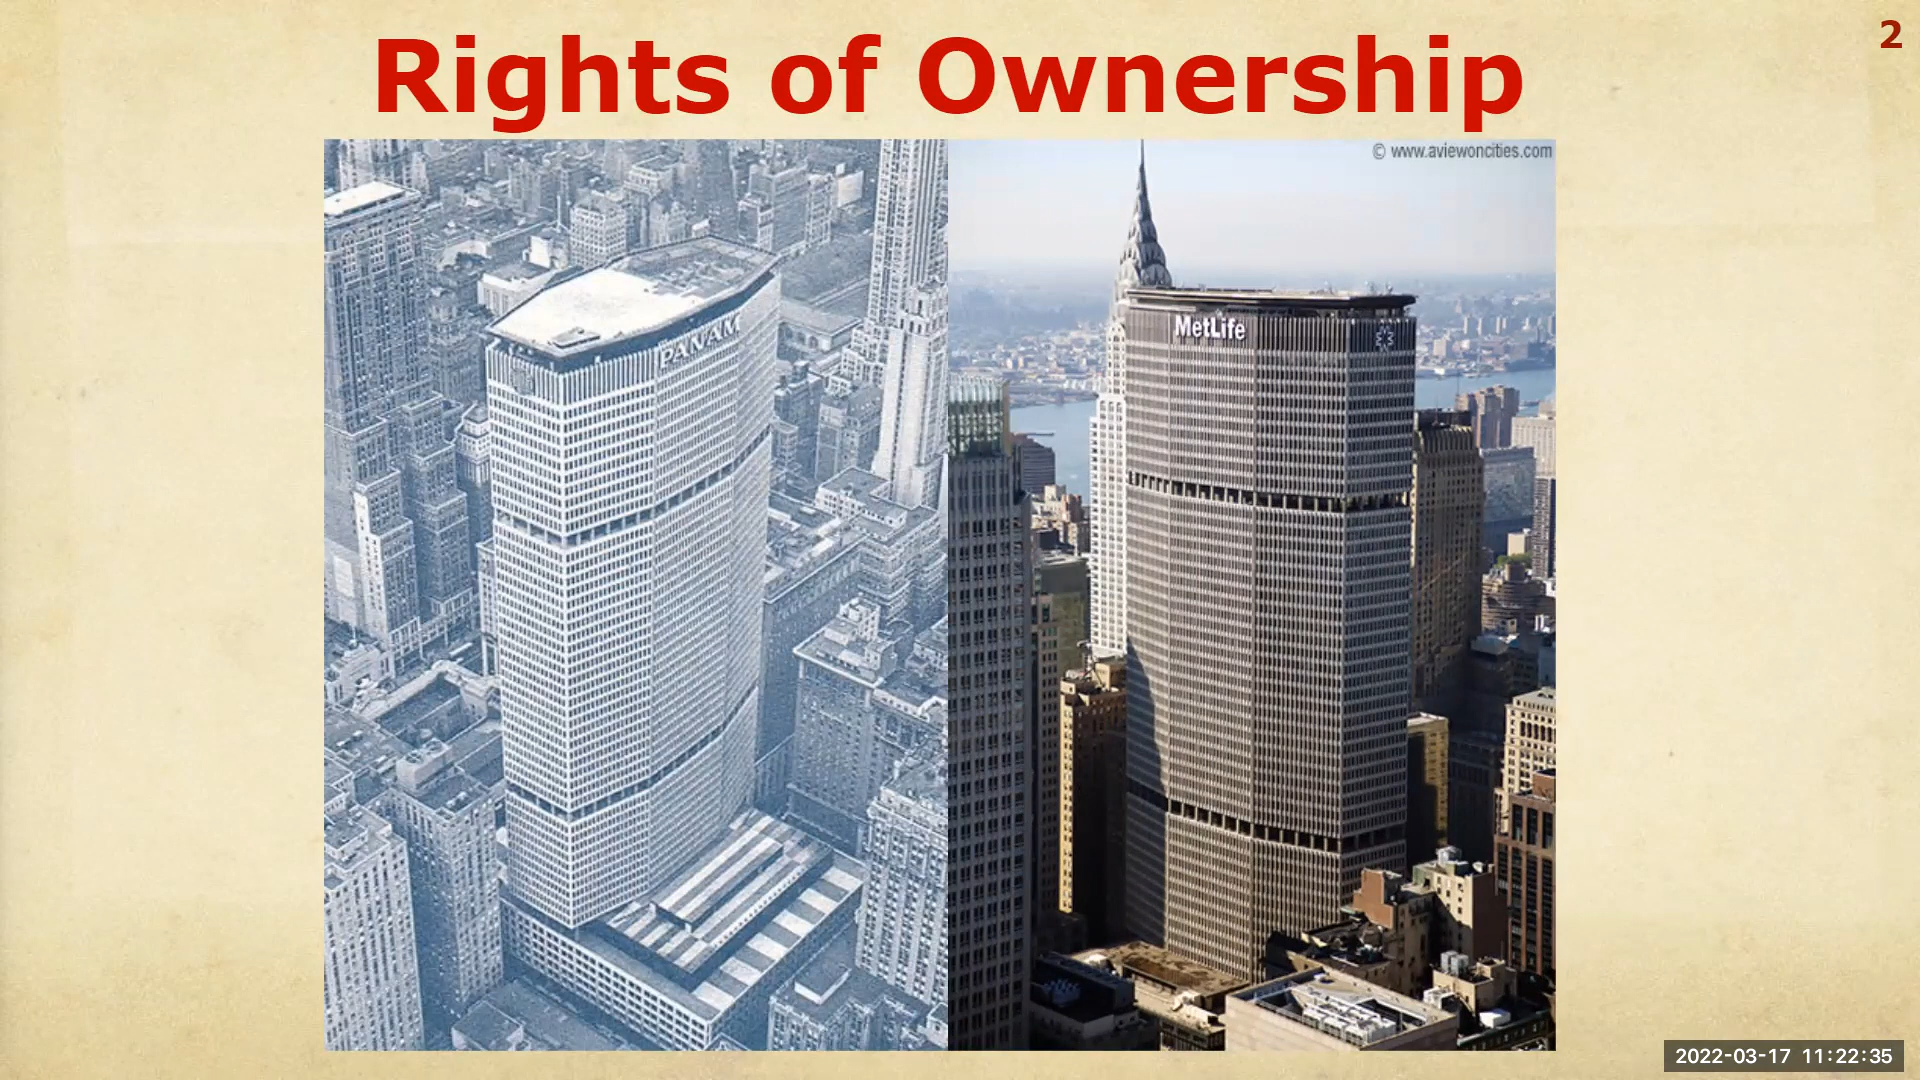 Rights of Ownership
2
© www.aviewoncities.com
PANAM
MetLife
2022-03-17 11:22:35